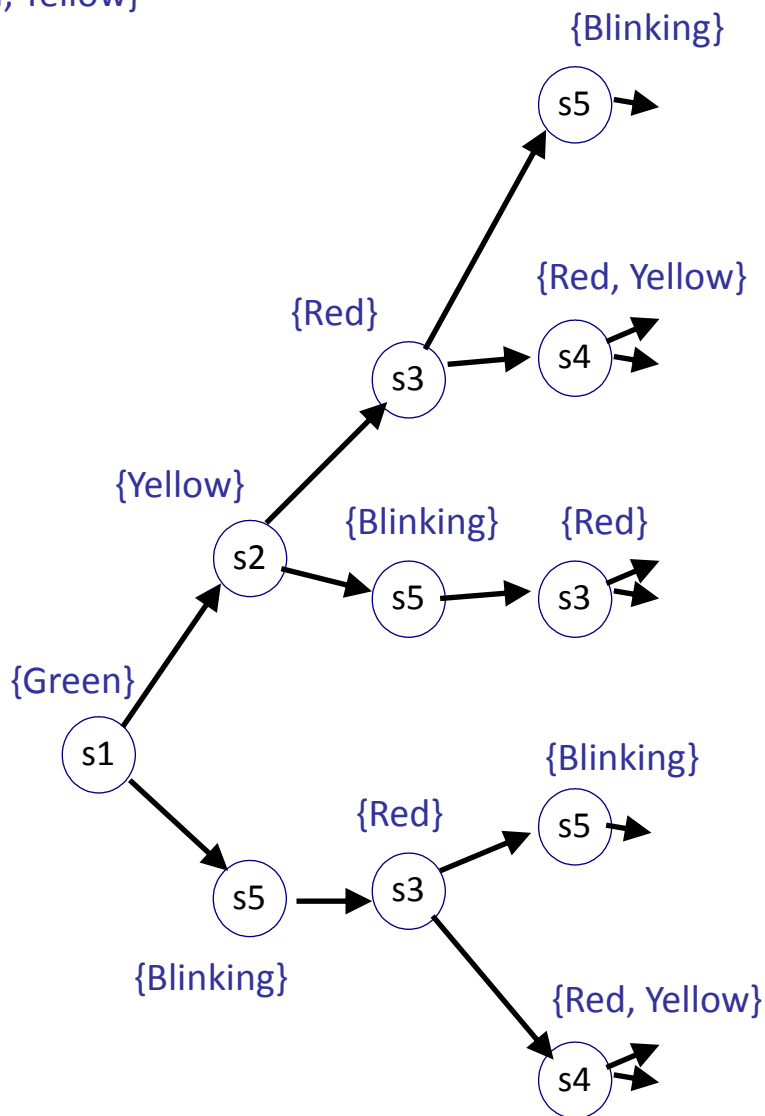 , Yellow}
{Blinking}
s5
{Red, Yellow}
{Red}
s4
s3
{Yellow}
{Blinking} {Red}
s2
s5 s3
{Green}
s1
{Blinking}
{Red}
s5
s5 s3
{Blinking}
{Red, Yellow}
s4